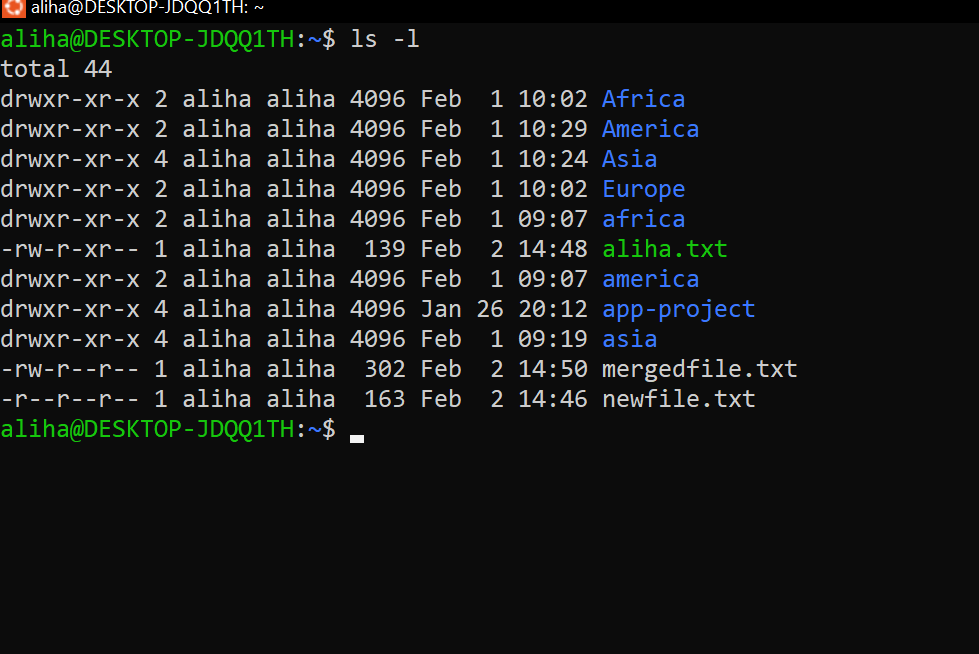 aliha@DESKTOP-JDQQ1TH: ~
aliha@DESKTOP-JDQQ1TH:~$ ls -l
total 44
drwxr-xr-x 2 aliha aliha 4096 Feb  1 10:02 Africa
drwxr-xr-x 2 aliha aliha 4096 Feb  1 10:29 America
drwxr-xr-x 4 aliha aliha 4096 Feb  1 10:24 Asia
drwxr-xr-x 2 aliha aliha 4096 Feb  1 10:02 Europe
drwxr-xr-x 2 aliha aliha 4096 Feb  1 09:07 africa
-rw-r-xr-- 1 aliha aliha  139 Feb  2 14:48 aliha.txt
drwxr-xr-x 2 aliha aliha 4096 Feb  1 09:07 america
drwxr-xr-x 4 aliha aliha 4096 Jan 26 20:12 app-project
drwxr-xr-x 4 aliha aliha 4096 Feb  1 09:19 asia
-rw-r--r-- 1 aliha aliha  302 Feb  2 14:50 mergedfile.txt
-r--r--r-- 1 aliha aliha  163 Feb  2 14:46 newfile.txt
aliha@DESKTOP-JDQQ1TH:~$